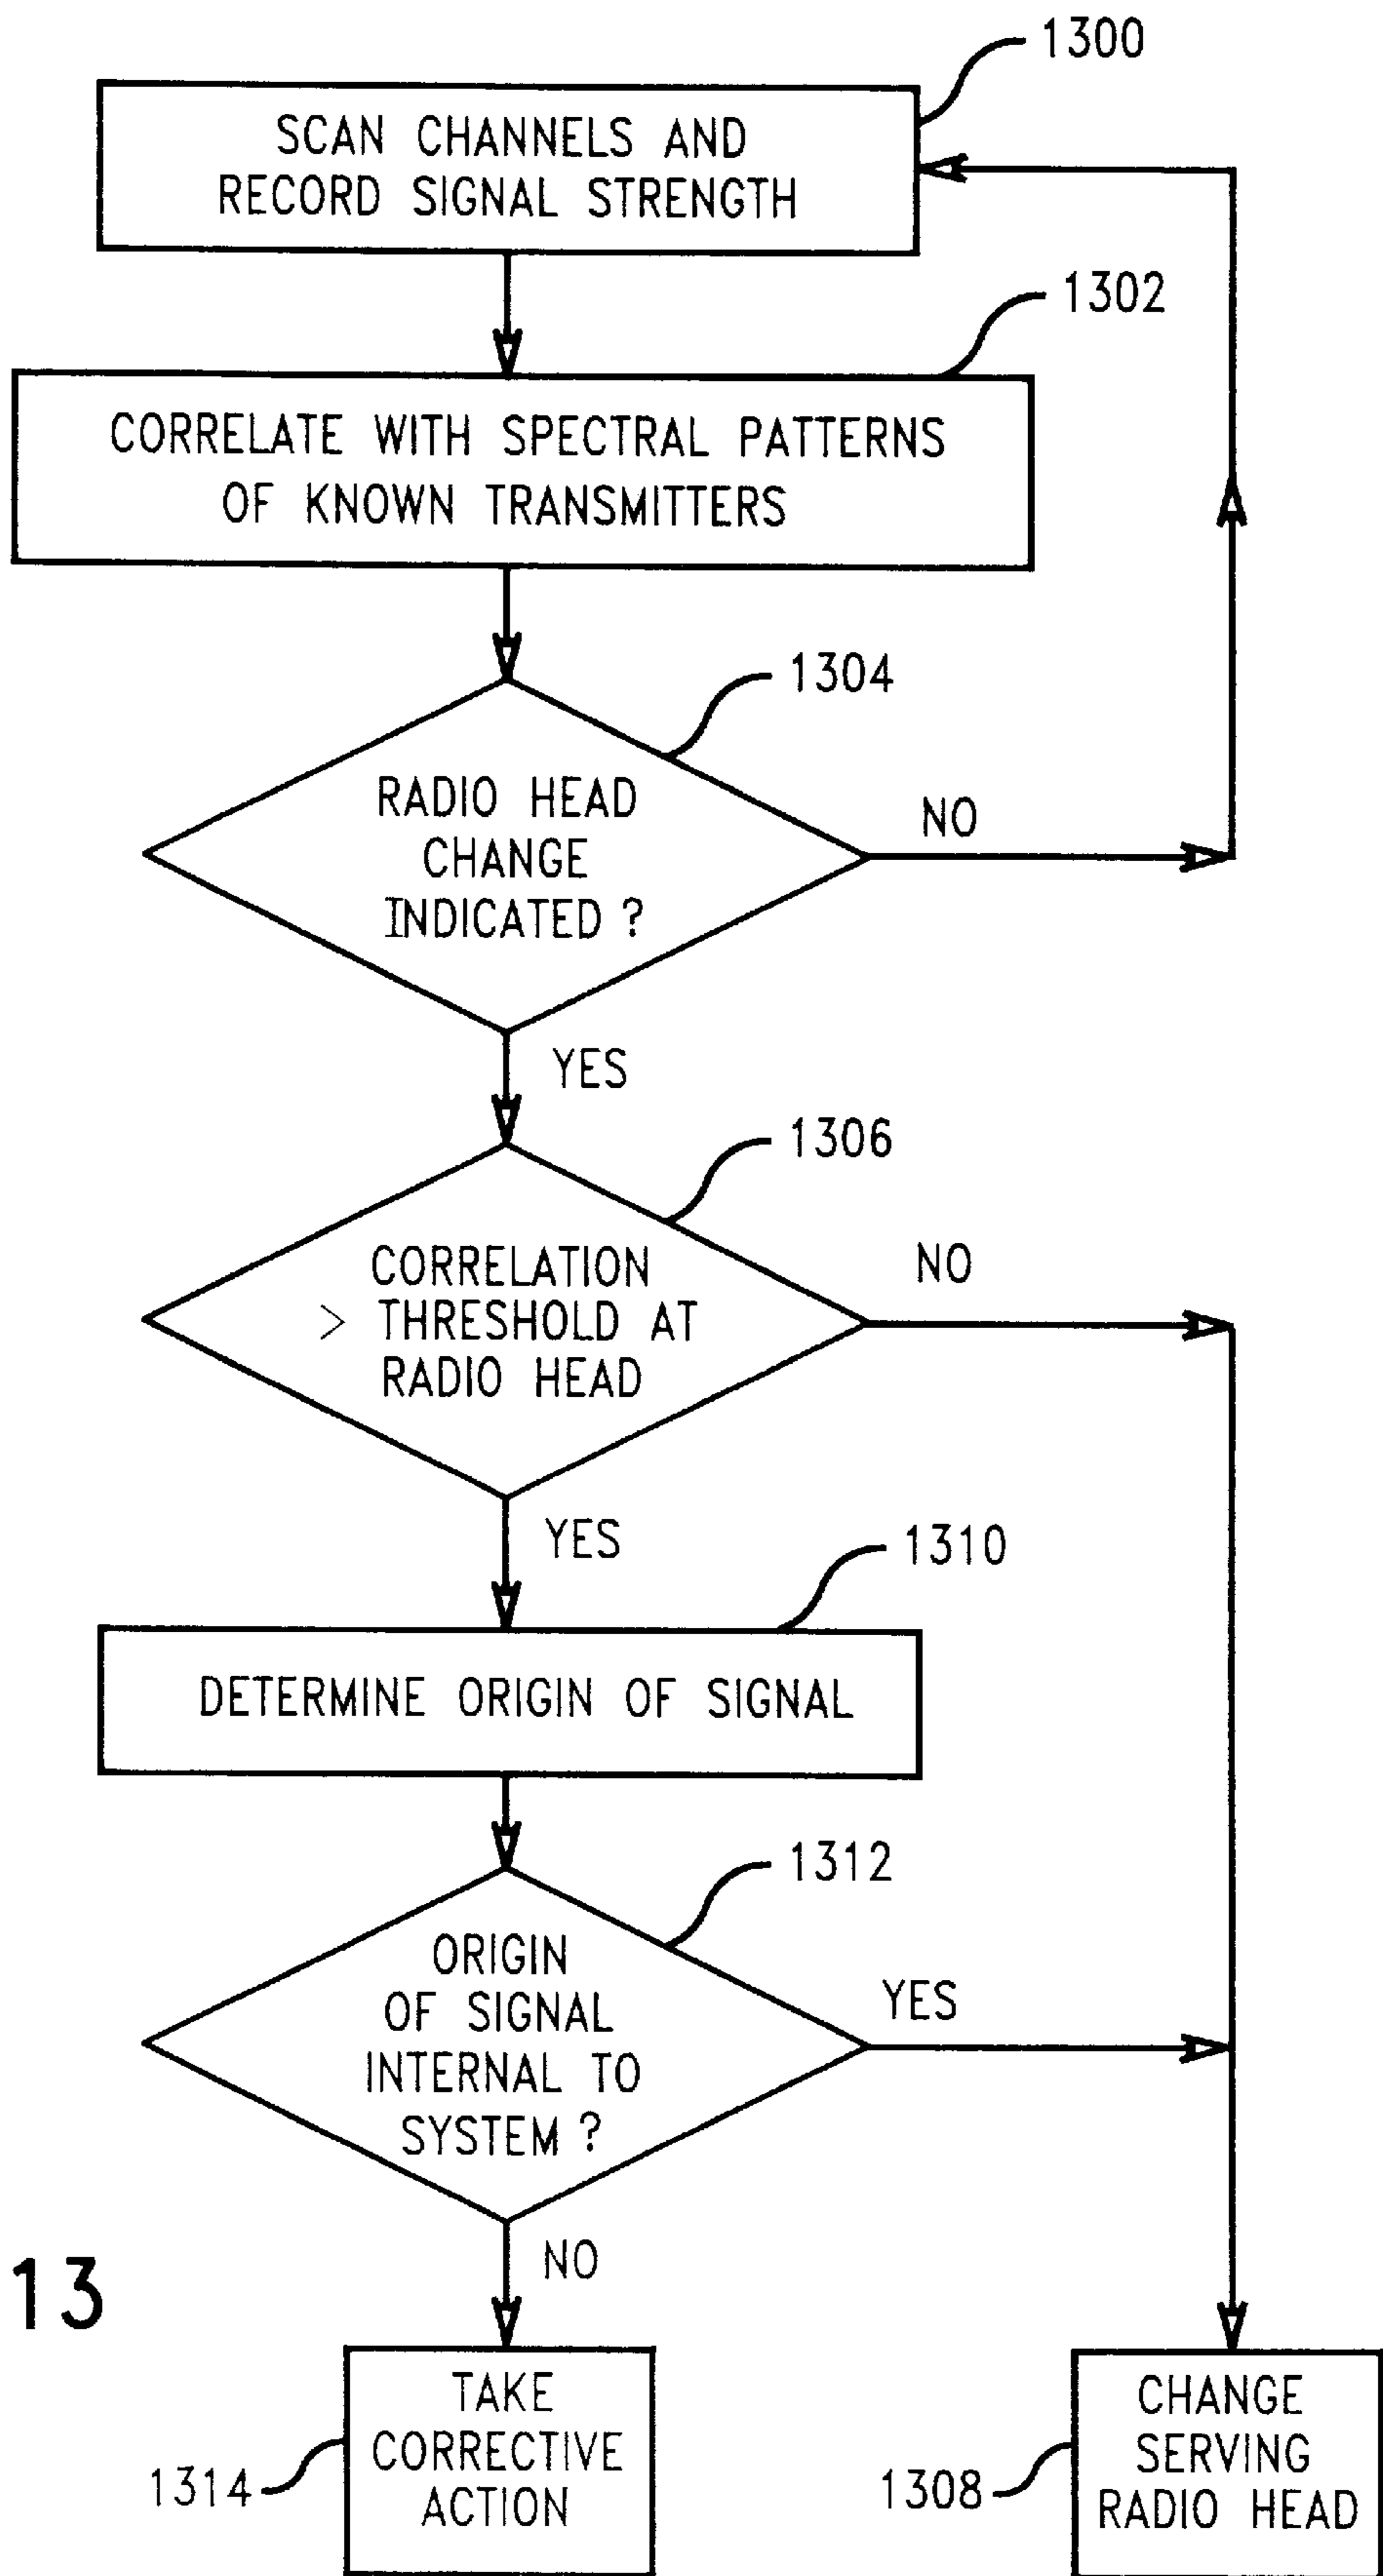 1300
SCAN CHANNELS AND
RECORD SIGNAL STRENGTH
1302
CORRELATE WITH SPECTRAL PATTERNS
OF KNOWN TRANSMITTERS
1304
RADIO HEAD
CHANGE
INDICATED ?
NO
YES
1306
CORRELATION
> THRESHOLD AT
RADIO HEAD
NO
YES
1310
DETERMINE ORIGIN OF SIGNAL
1312
ORIGIN
OF SIGNAL
INTERNAL TO
SYSTEM ?
YES
NO
13
TAKE
CORRECTIVE
ACTION
1314
CHANGE
SERVING
RADIO HEAD
1308